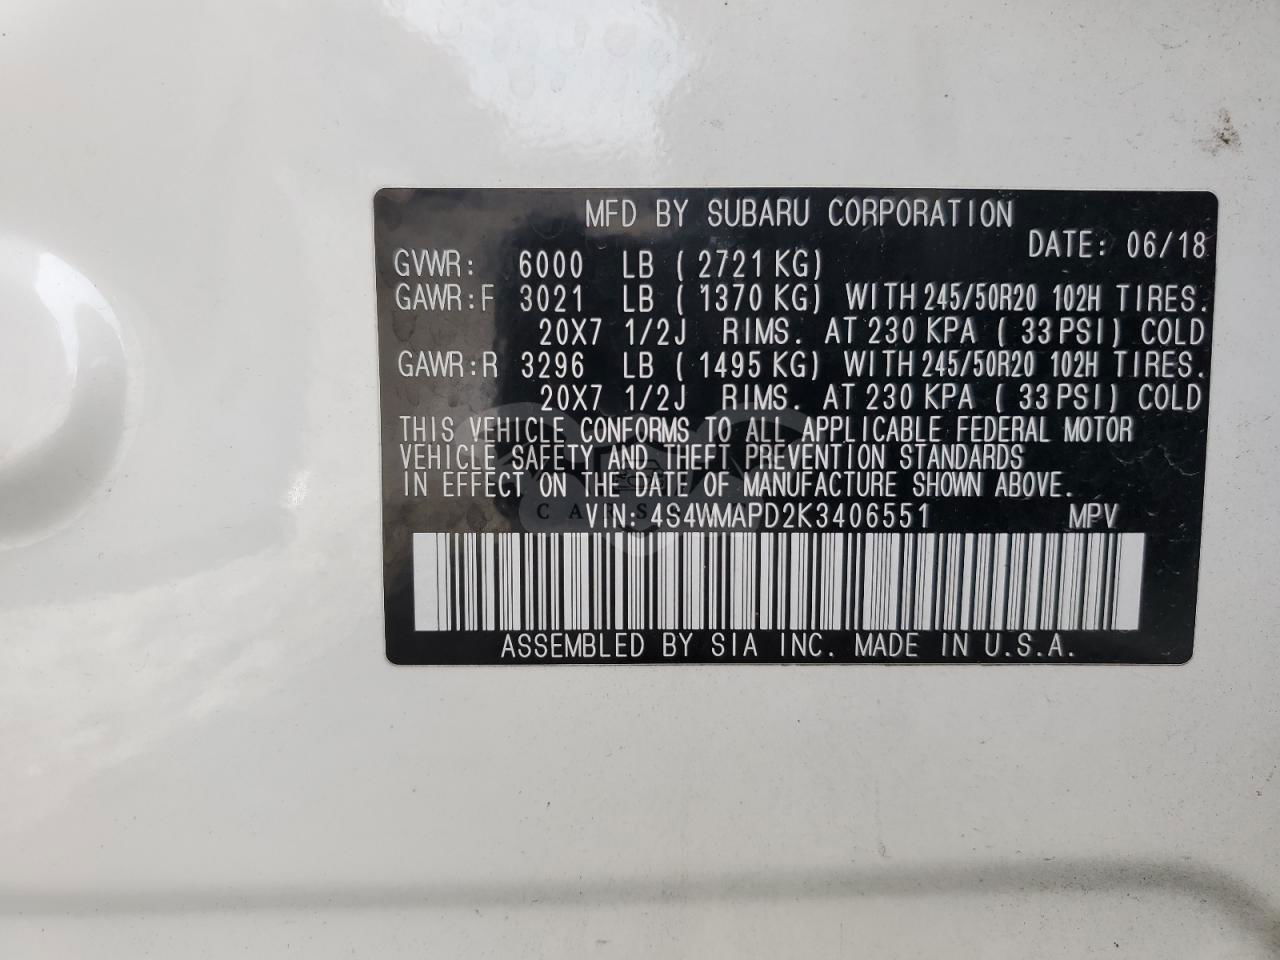 MFD BY SUBARU CORPORATION
DATE: 06/18
GVWR: 6000 LB ( 2721 KG)
GAWR:F 3021 LB ( 1370 KG) WITH 245/50R20 102H TIRES.
20X7 1/2J RIMS. AT 230 KPA ( 33 PSI) COLD
GAWR:R 3296 LB ( 1495 KG) WITH 245/50R20 102H TIRES.
20X7 1/2J RIMS. AT 230 KPA ( 33 PSI) COLD
THIS VEHICLE CONFORMS TO ALL APPLICABLE FEDERAL MOTOR
VEHICLE SAFETY AND THEFT PREVENTION STANDARDS
IN EFFECT ON THE DATE OF MANUFACTURE SHOWN ABOVE.
VIN: 4S4WMAPD2K3406551 MPV
ASSEMBLED BY SIA INC. MADE IN U.S.A.